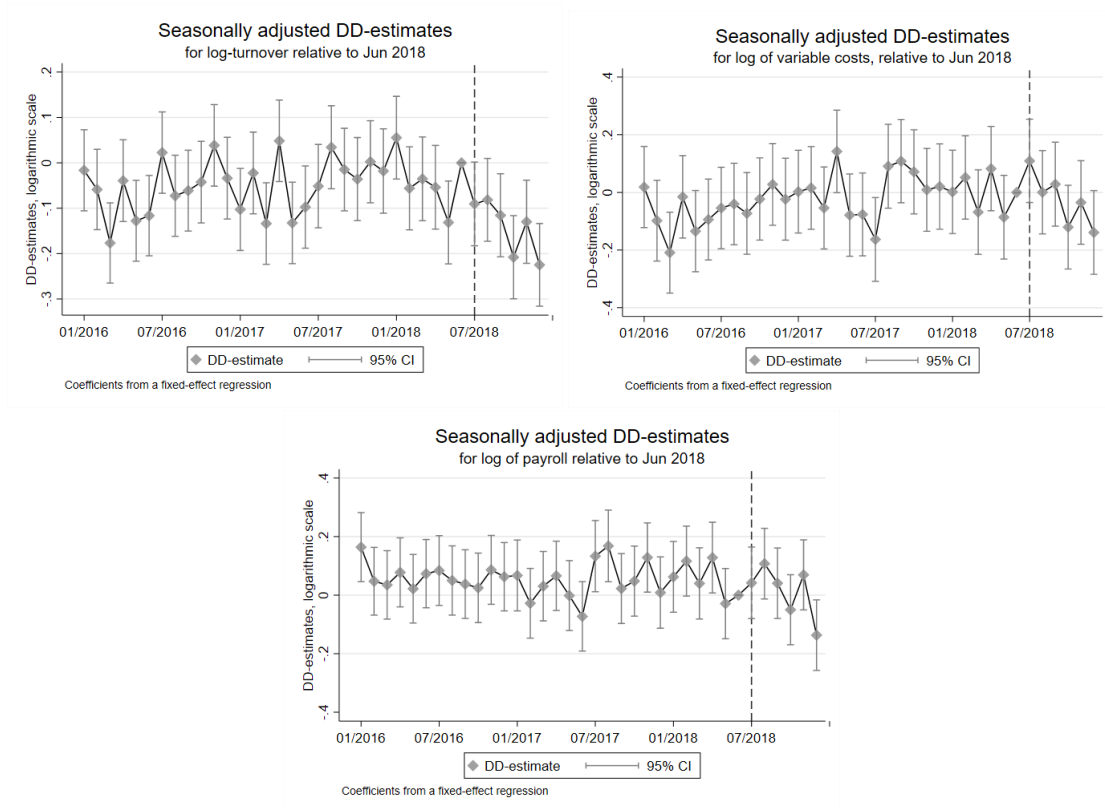 Seasonally adjusted DD-estimates
for log-turnover relative to Jun 2018
DD-estimates, logarithmic scale
.2
.1
0
-.1
-.2
-.3
01/2016 07/2016 01/2017 07/2017 01/2018 07/2018
DD-estimate 95% CI
Coefficients from a fixed-effect regression
Seasonally adjusted DD-estimates
for log of variable costs, relative to Jun 2018
DD-estimates, logarithmic scale
.4
.2
0
-.2
-.4
01/2016 07/2016 01/2017 07/2017 01/2018 07/2018
DD-estimate 95% CI
Coefficients from a fixed-effect regression
Seasonally adjusted DD-estimates
for log of payroll relative to Jun 2018
DD-estimates, logarithmic scale
.4
.2
0
-.2
-.4
01/2016 07/2016 01/2017 07/2017 01/2018 07/2018
DD-estimate 95% CI
Coefficients from a fixed-effect regression